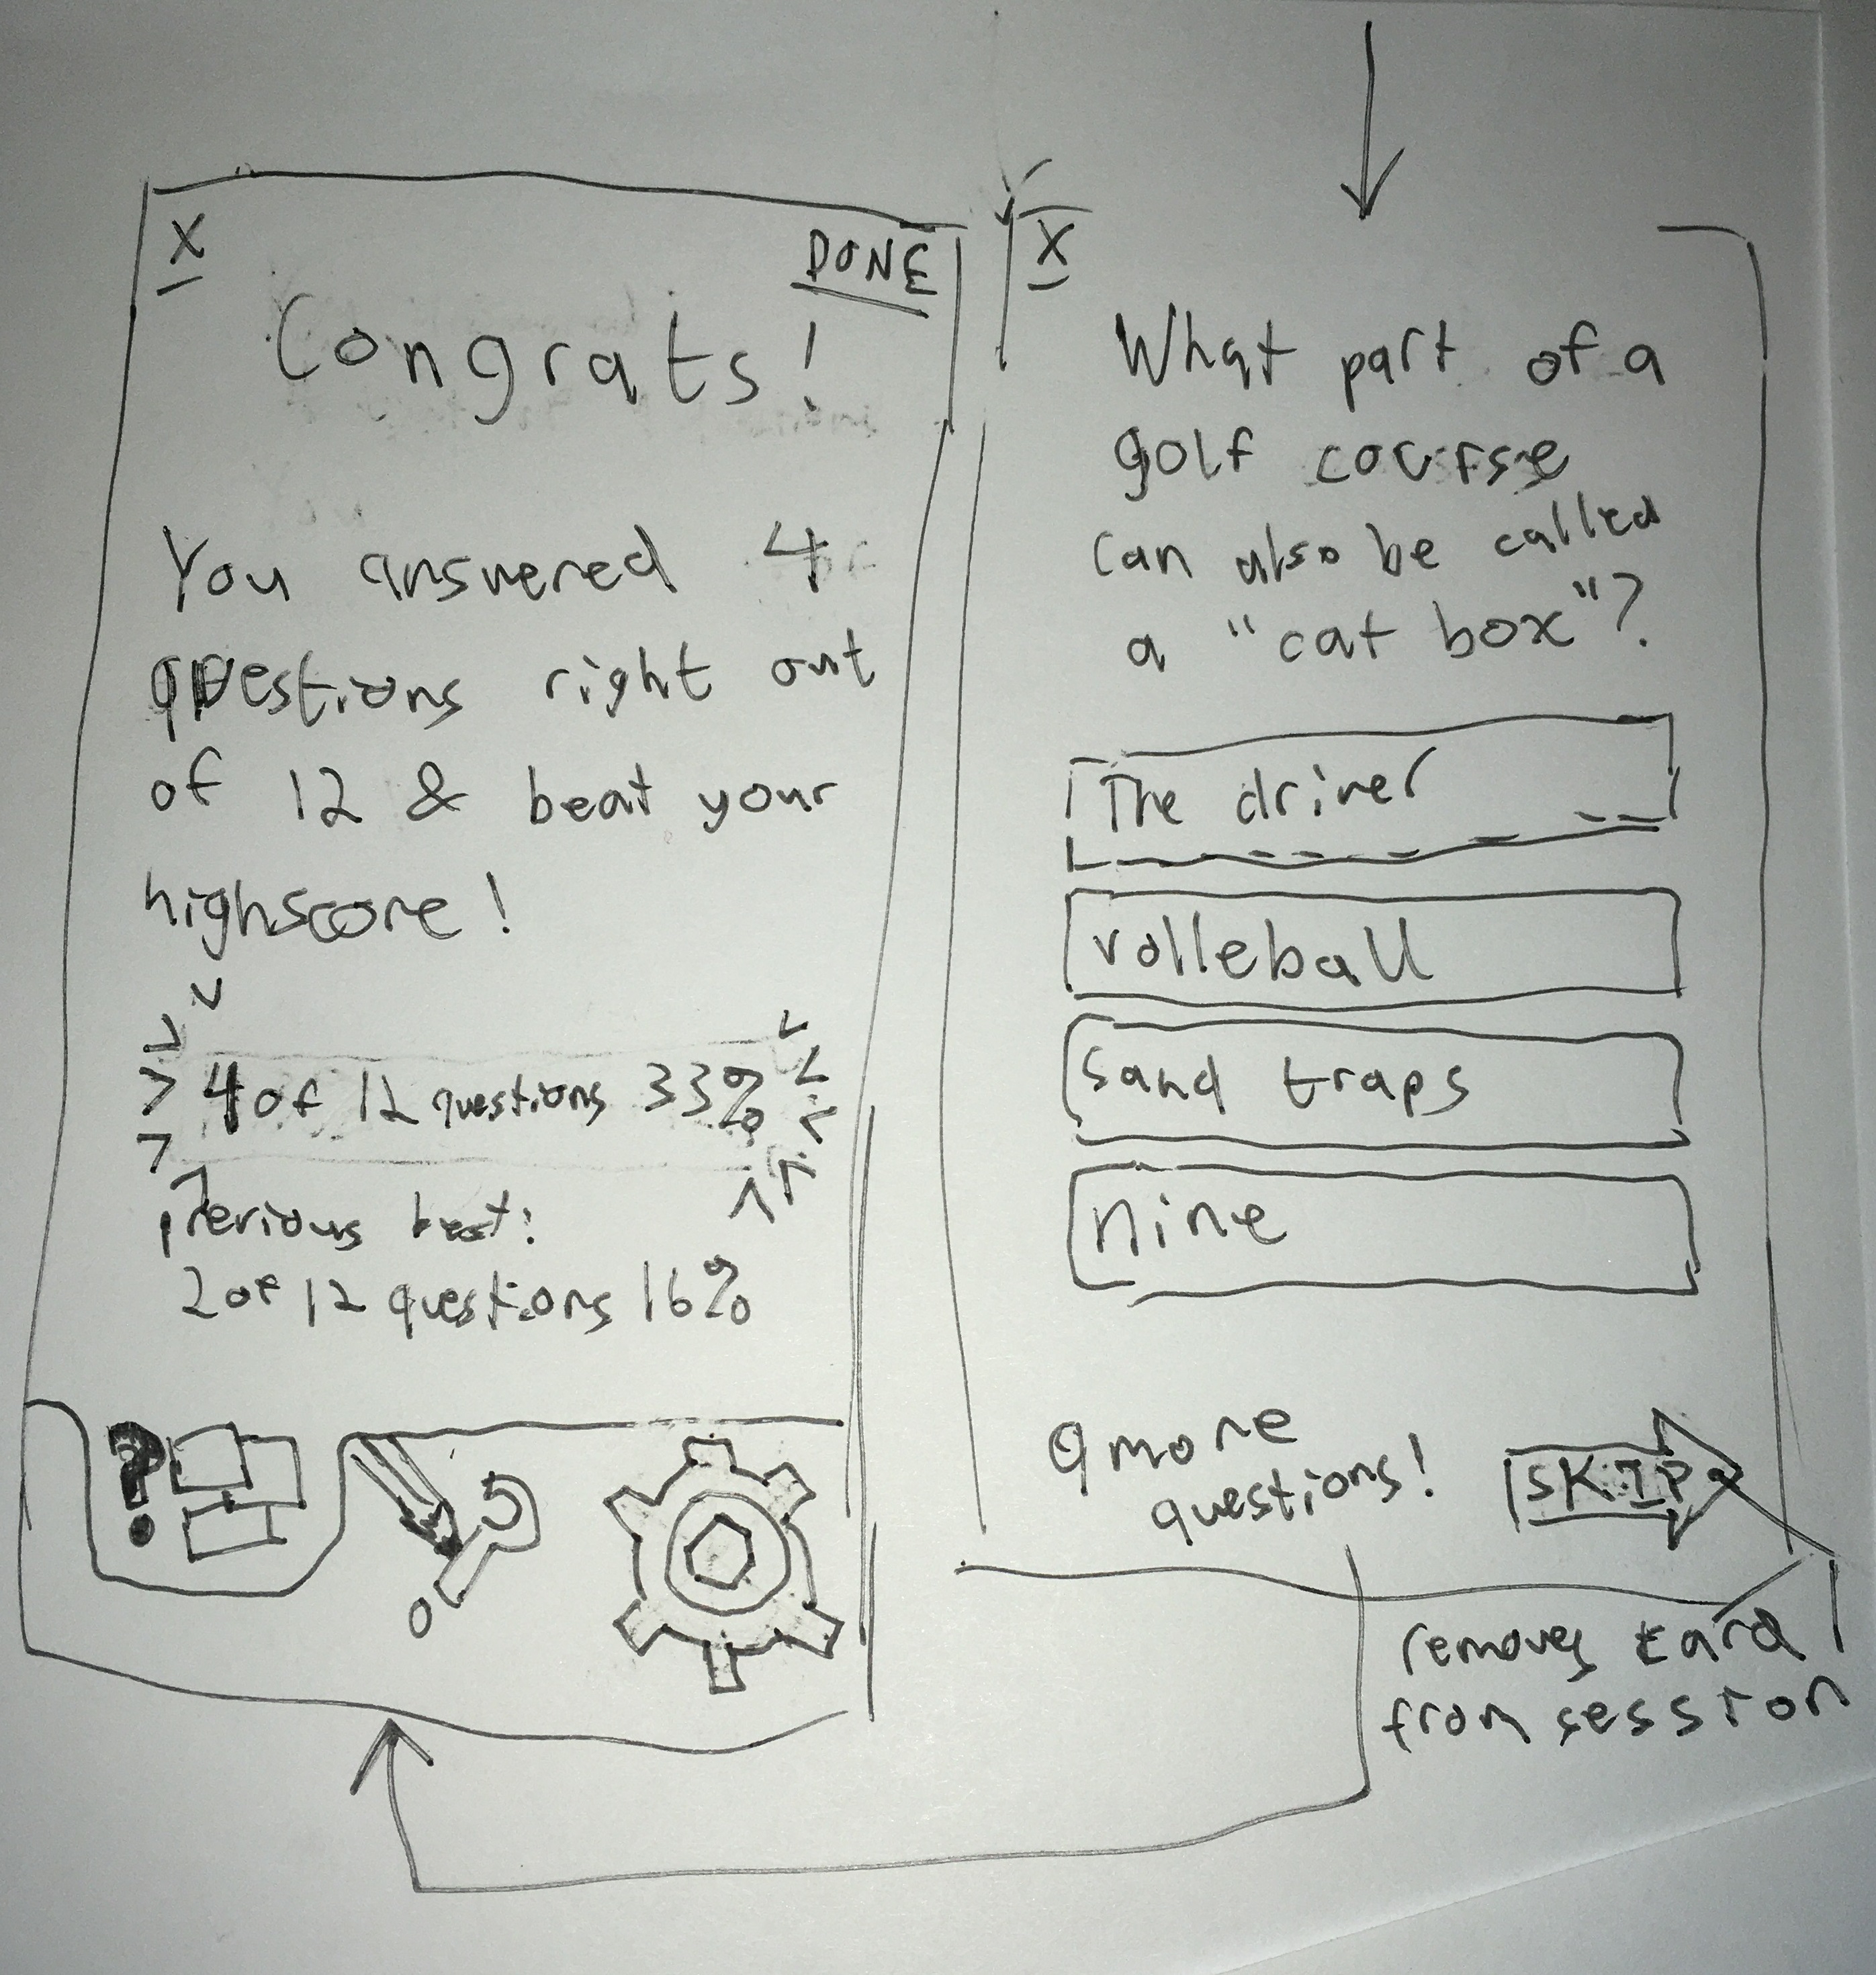 X
DONE
Congrats!
You answered 4
questions right out
of 12 & beat your
highscore!
4 of 12 questions 33%
previous best:
2 of 12 questions 16%
?
X
What part of a
golf course
can also be called
a "cat box"?
The driver
volleball
sand traps
nine
9 more
questions!
SKIP
removes card
from session